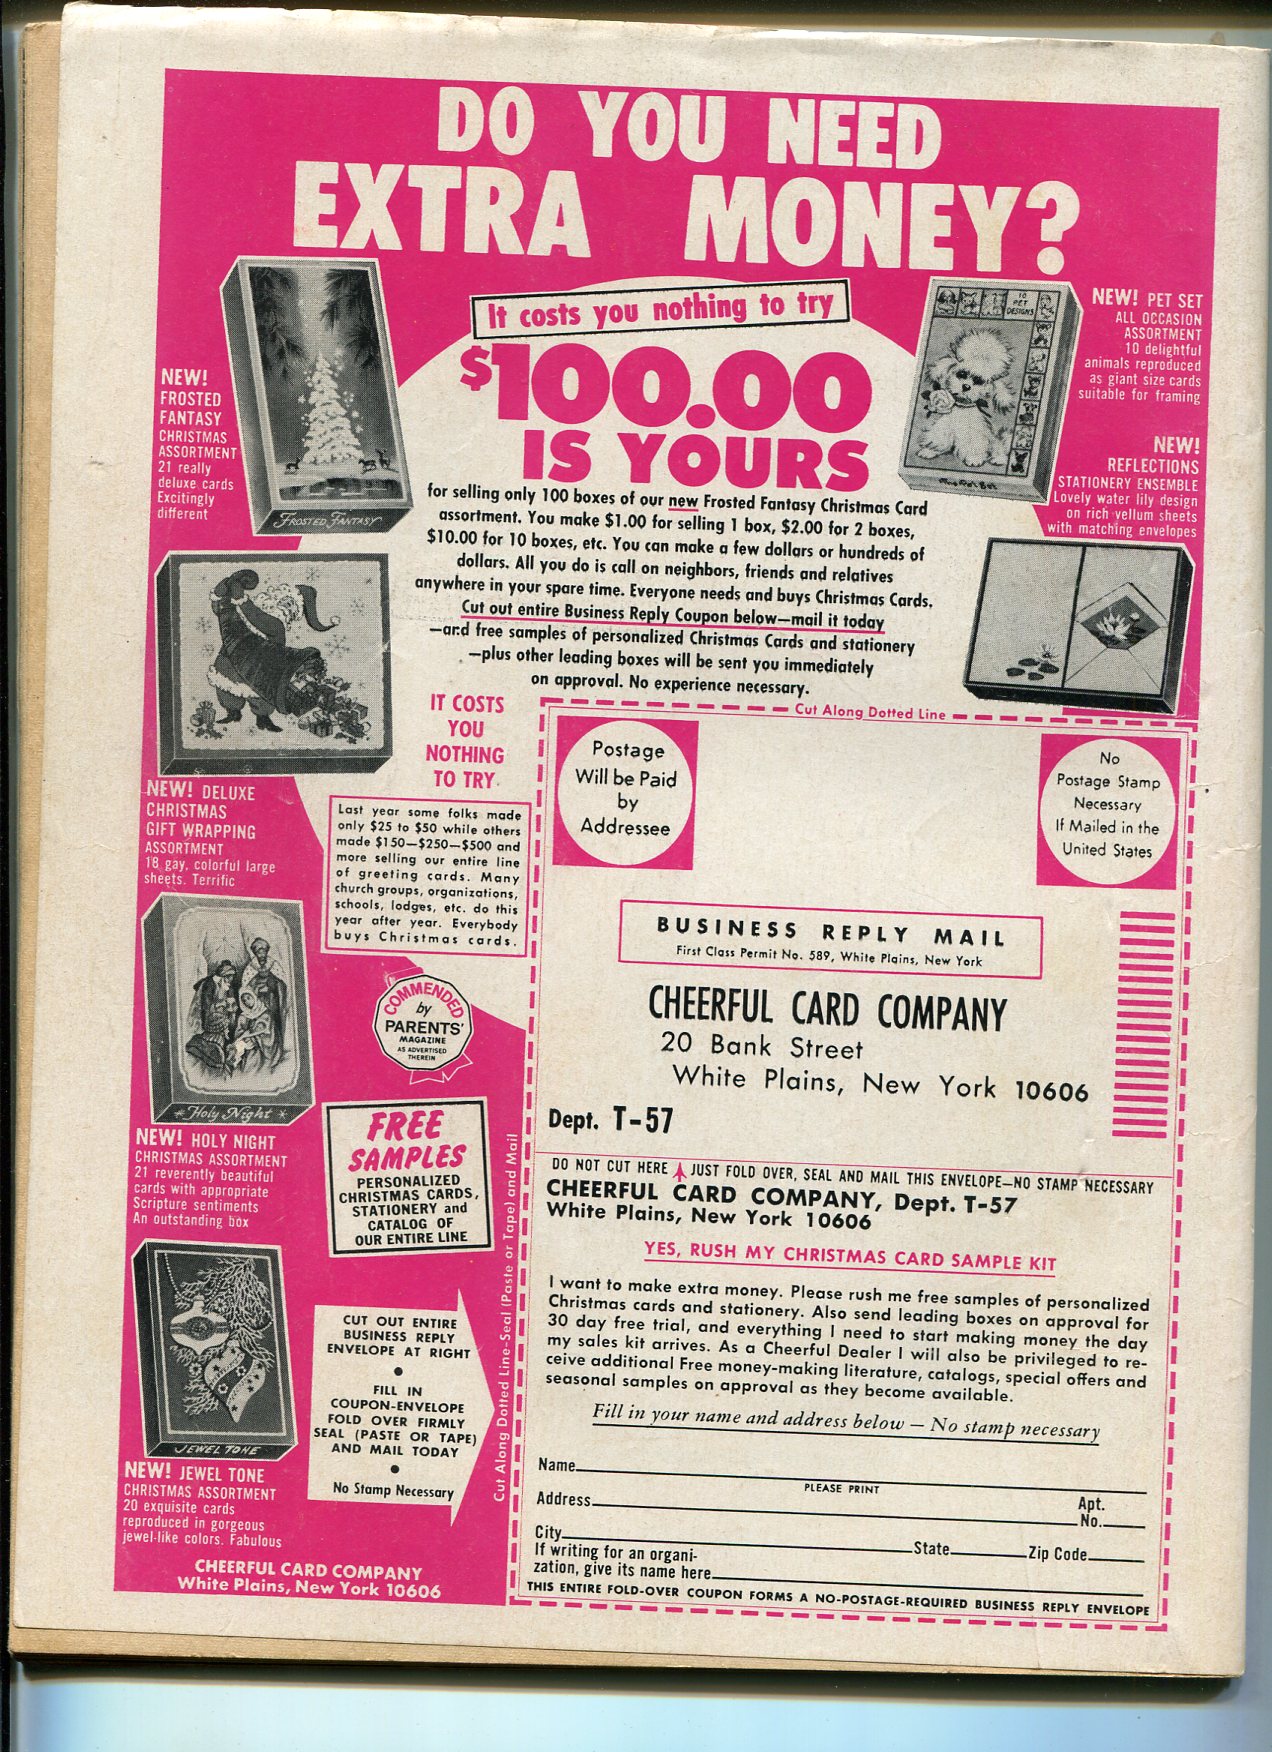 DO YOU NEED
EXTRA MONEY?
It costs you nothing to try
$100.00
IS YOURS
for selling only 100 boxes of our new Frosted Fantasy Christmas Card
assortment. You make $1.00 for selling 1 box, $2.00 for 2 boxes,
$10.00 for 10 boxes, etc. You can make a few dollars or hundreds of
dollars. All you do is call on neighbors, friends and relatives
anywhere in your spare time. Everyone needs and buys Christmas Cards.
Cut out entire Business Reply Coupon below—mail it today
—and free samples of personalized Christmas Cards and stationery
—plus other leading boxes will be sent you immediately
on approval. No experience necessary.
NEW!
FROSTED
FANTASY
CHRISTMAS
ASSORTMENT
21 really
deluxe cards
Excitingly
different
FROSTED FANTASY
10
PET
DESIGNS
NEW! PET SET
ALL OCCASION
ASSORTMENT
10 delightful
animals reproduced
as giant size cards
suitable for framing
NEW!
REFLECTIONS
STATIONERY ENSEMBLE
Lovely water lily design
on rich vellum sheets
with matching envelopes
NEW! DELUXE
CHRISTMAS
GIFT WRAPPING
ASSORTMENT
18 gay, colorful large
sheets. Terrific
IT COSTS
YOU
NOTHING
TO TRY
Last year some folks made
only $25 to $50 while others
made $150—$250—$500 and
more selling our entire line
of greeting cards. Many
church groups, organizations,
schools, lodges, etc. do this
year after year. Everybody
buys Christmas cards.
COMMENDED
by
PARENTS'
MAGAZINE
AS ADVERTISED
THEREIN
Holy Night
NEW! HOLY NIGHT
CHRISTMAS ASSORTMENT
21 reverently beautiful
cards with appropriate
Scripture sentiments
An outstanding box
FREE
SAMPLES
PERSONALIZED
CHRISTMAS CARDS,
STATIONERY and
CATALOG OF
OUR ENTIRE LINE
JEWEL TONE
NEW! JEWEL TONE
CHRISTMAS ASSORTMENT
20 exquisite cards
reproduced in gorgeous
jewel-like colors. Fabulous
CUT OUT ENTIRE
BUSINESS REPLY
ENVELOPE AT RIGHT
•
FILL IN
COUPON-ENVELOPE
FOLD OVER FIRMLY
SEAL (PASTE OR TAPE)
AND MAIL TODAY
•
No Stamp Necessary
CHEERFUL CARD COMPANY
White Plains, New York 10606
Cut Along Dotted Line
Cut Along Dotted Line–Seal (Paste or Tape) and Mail
Postage
Will be Paid
by
Addressee
No
Postage Stamp
Necessary
If Mailed in the
United States
BUSINESS REPLY MAIL
First Class Permit No. 589, White Plains, New York
CHEERFUL CARD COMPANY
20 Bank Street
White Plains, New York 10606
Dept. T-57
DO NOT CUT HERE JUST FOLD OVER, SEAL AND MAIL THIS ENVELOPE—NO STAMP NECESSARY
CHEERFUL CARD COMPANY, Dept. T-57
White Plains, New York 10606
YES, RUSH MY CHRISTMAS CARD SAMPLE KIT
I want to make extra money. Please rush me free samples of personalized
Christmas cards and stationery. Also send leading boxes on approval for
30 day free trial, and everything I need to start making money the day
my sales kit arrives. As a Cheerful Dealer I will also be privileged to re-
ceive additional Free money-making literature, catalogs, special offers and
seasonal samples on approval as they become available.
Fill in your name and address below — No stamp necessary
Name
PLEASE PRINT
Address Apt. No.
City State Zip Code
If writing for an organi-
zation, give its name here
THIS ENTIRE FOLD-OVER COUPON FORMS A NO-POSTAGE-REQUIRED BUSINESS REPLY ENVELOPE